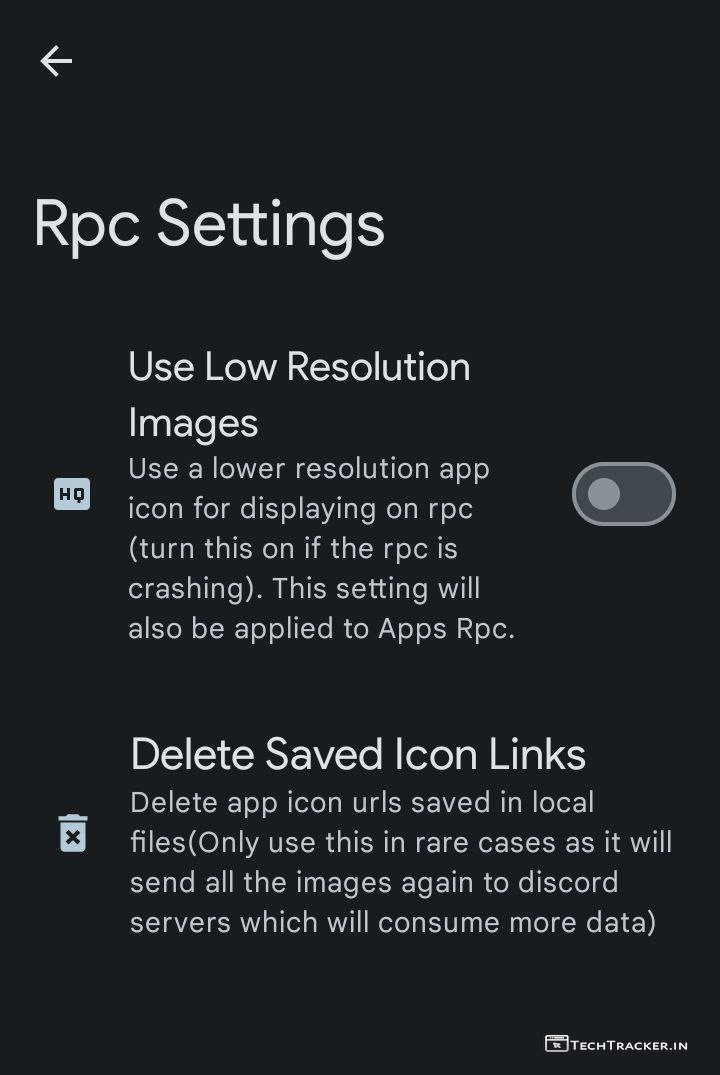 Rpc Settings
Use Low Resolution
Images
Use a lower resolution app
icon for displaying on rpc
(turn this on if the rpc is
crashing). This setting will
also be applied to Apps Rpc.
HQ
Delete Saved Icon Links
Delete app icon urls saved in local
files(Only use this in rare cases as it will
send all the images again to discord
servers which will consume more data)
TECHTRACKER.IN